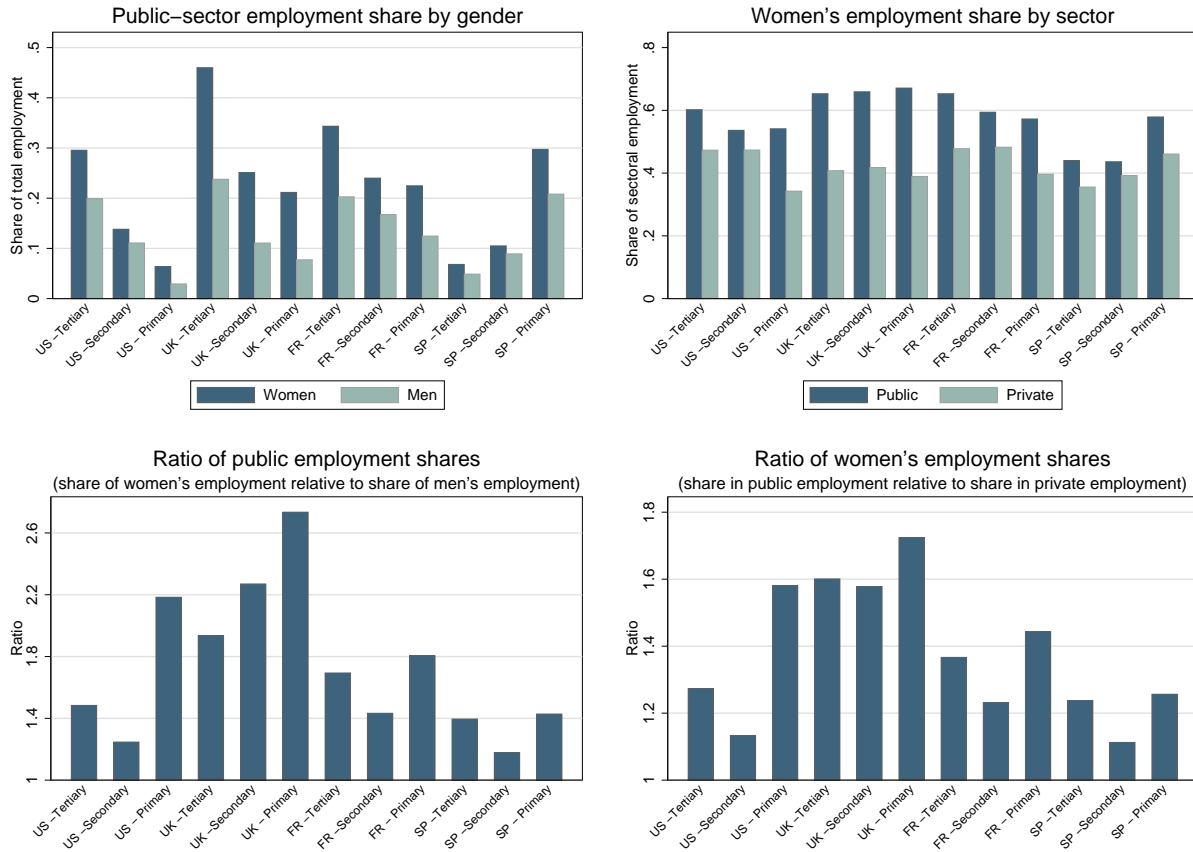 Public−sector employment share by gender
Share of total employment
0 .1 .2 .3 .4 .5
US −Tertiary
US −Secondary
US − Primary
UK −Tertiary
UK −Secondary
UK − Primary
FR −Tertiary
FR −Secondary
FR − Primary
SP −Tertiary
SP −Secondary
SP − Primary
Women Men
Women's employment share by sector
Share of sectoral employment
0 .2 .4 .6 .8
US −Tertiary
US −Secondary
US − Primary
UK −Tertiary
UK −Secondary
UK − Primary
FR −Tertiary
FR −Secondary
FR − Primary
SP −Tertiary
SP −Secondary
SP − Primary
Public Private
Ratio of public employment shares
(share of women's employment relative to share of men's employment)
Ratio
1 1.4 1.8 2.2 2.6
US −Tertiary
US −Secondary
US − Primary
UK −Tertiary
UK −Secondary
UK − Primary
FR −Tertiary
FR −Secondary
FR − Primary
SP −Tertiary
SP −Secondary
SP − Primary
Ratio of women's employment shares
(share in public employment relative to share in private employment)
Ratio
1 1.2 1.4 1.6 1.8
US −Tertiary
US −Secondary
US − Primary
UK −Tertiary
UK −Secondary
UK − Primary
FR −Tertiary
FR −Secondary
FR − Primary
SP −Tertiary
SP −Secondary
SP − Primary